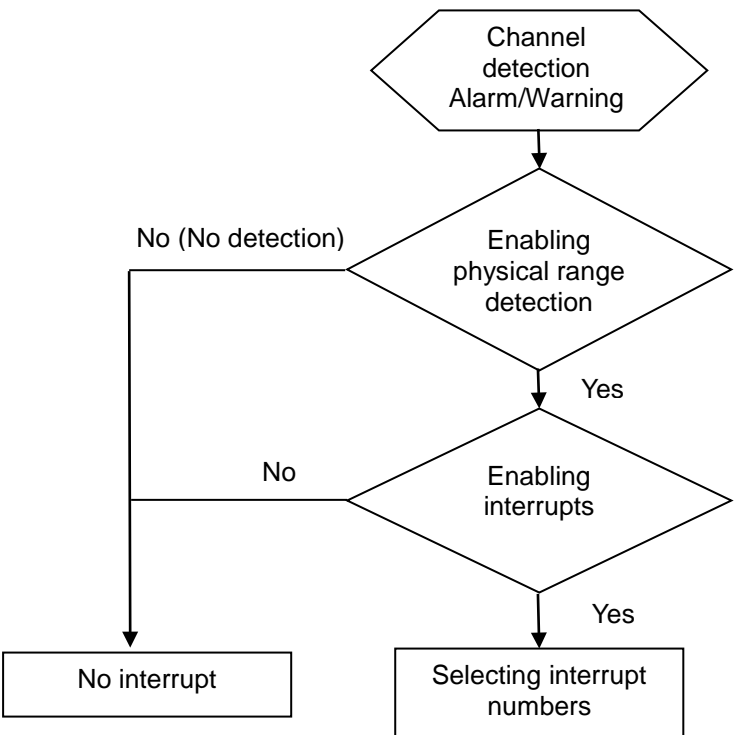 Channel
detection
Alarm/Warning
No (No detection)
Enabling
physical range
detection
Yes
No
Enabling
interrupts
Yes
No interrupt
Selecting interrupt
numbers